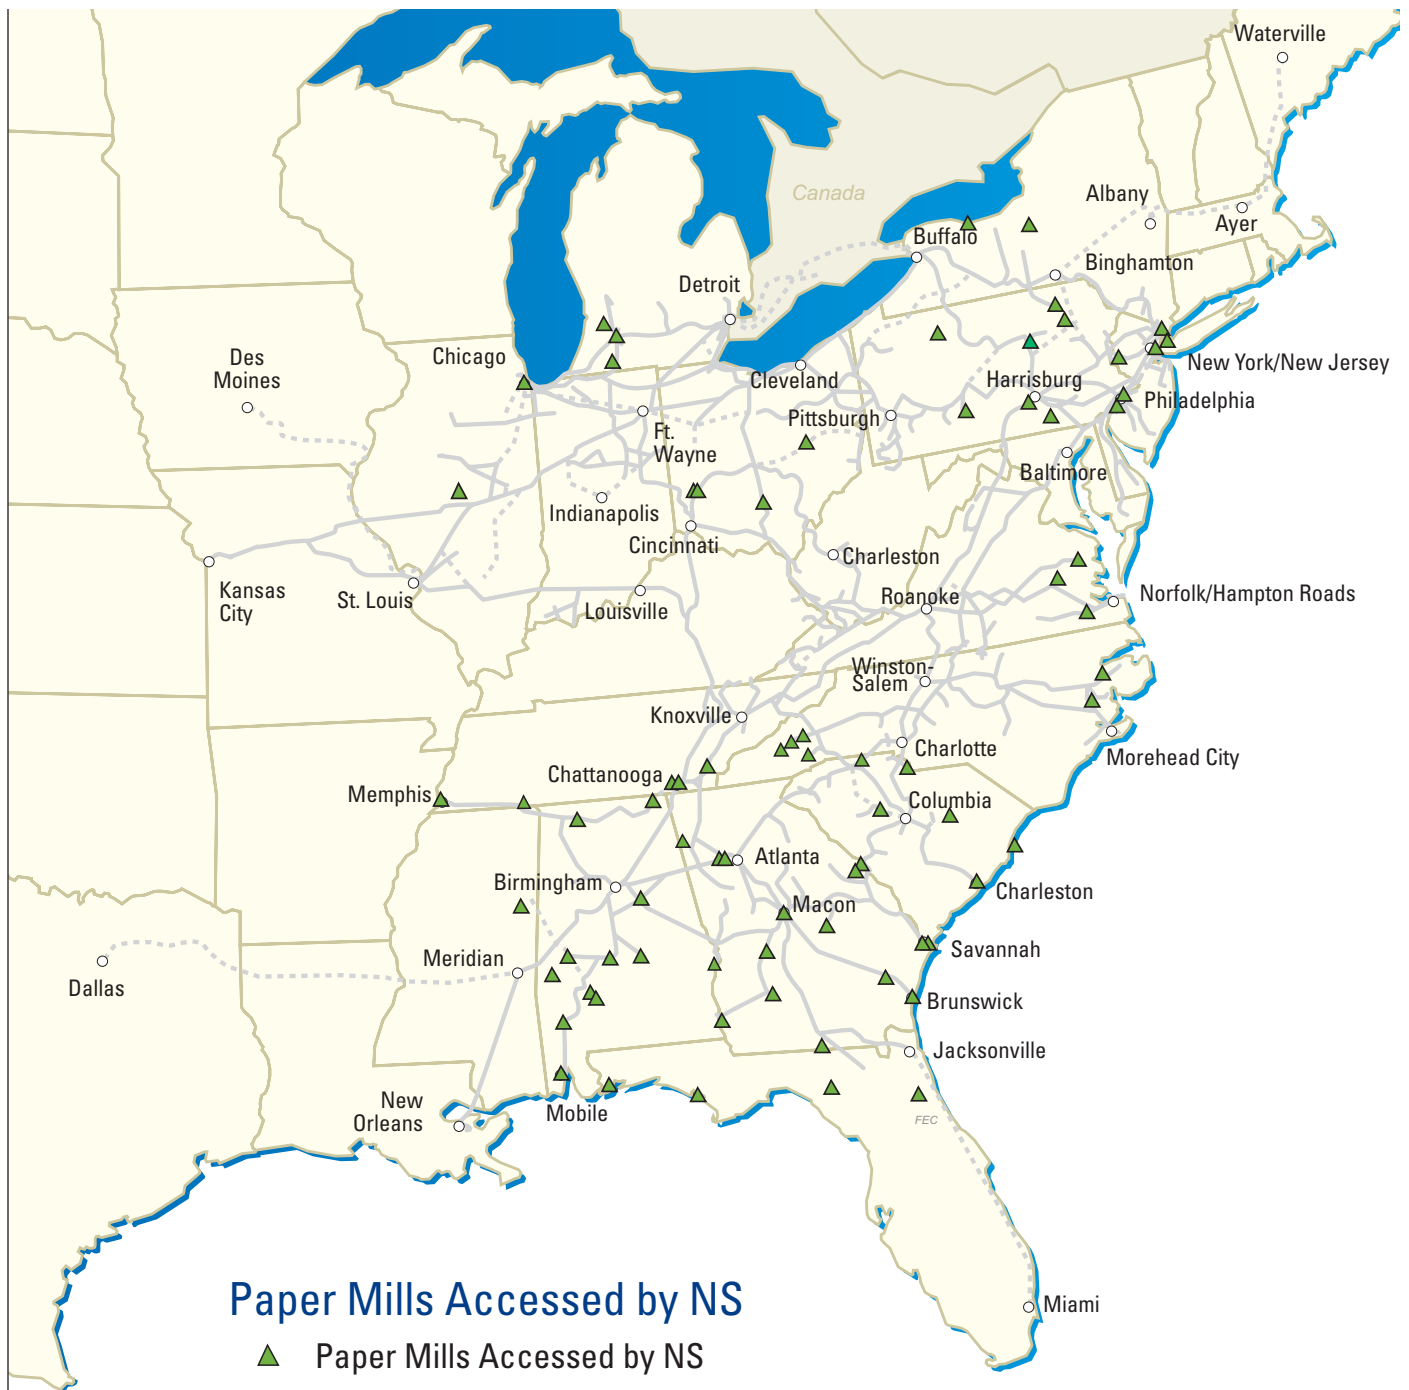 Waterville
Canada
Albany
Ayer
Buffalo
Binghamton
Detroit
Chicago
Des
Moines
Cleveland
Harrisburg
New York/New Jersey
Pittsburgh
Philadelphia
Ft.
Wayne
Baltimore
Indianapolis
Cincinnati
Charleston
Kansas
City
St. Louis
Louisville
Roanoke
Norfolk/Hampton Roads
Winston-
Salem
Knoxville
Charlotte
Morehead City
Chattanooga
Memphis
Columbia
Atlanta
Birmingham
Charleston
Macon
Meridian
Savannah
Dallas
Brunswick
Jacksonville
New
Orleans
Mobile
FEC
Miami
Paper Mills Accessed by NS
Paper Mills Accessed by NS